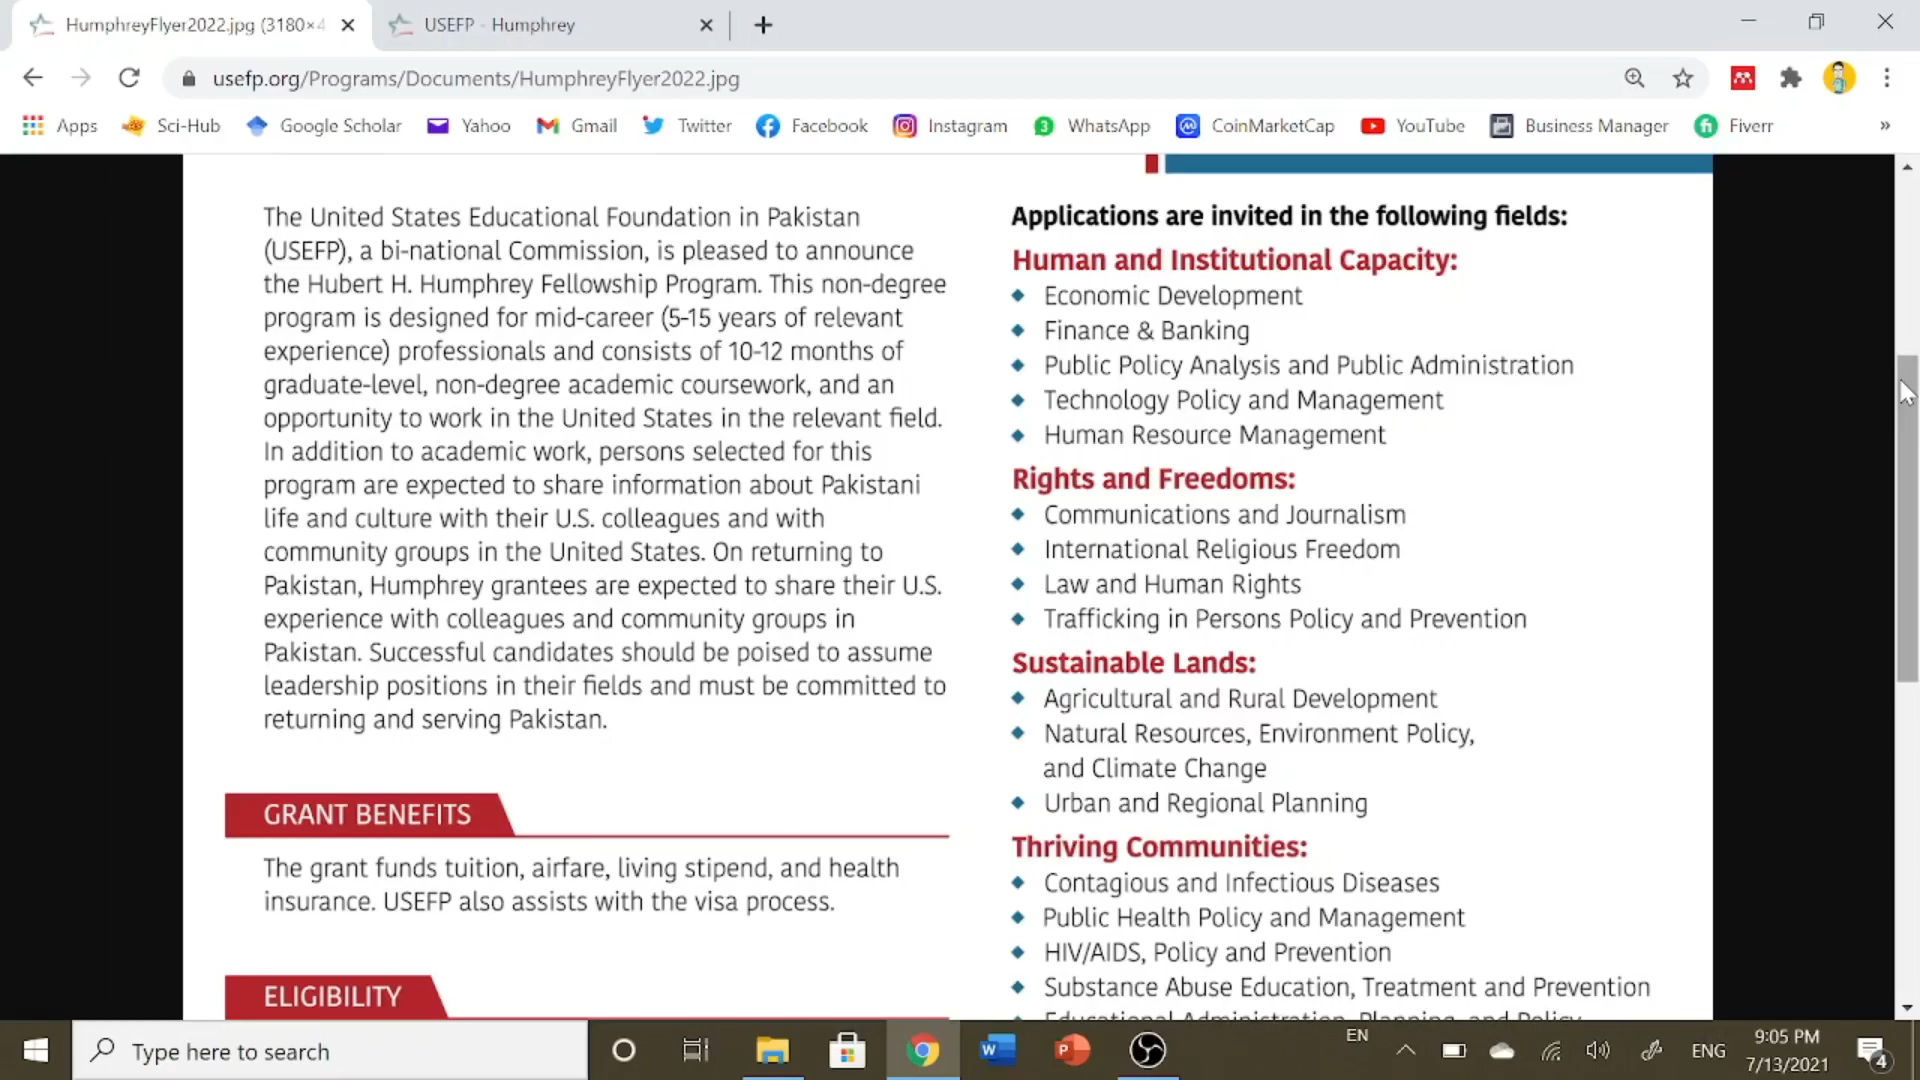 HumphreyFlyer2022.jpg (3180×4
USEFP - Humphrey
usefp.org/Programs/Documents/HumphreyFlyer2022.jpg
Apps
Sci-Hub
Google Scholar
Yahoo
Gmail
Twitter
Facebook
Instagram
3
WhatsApp
CoinMarketCap
YouTube
Business Manager
Fiverr
»
The United States Educational Foundation in Pakistan
(USEFP), a bi-national Commission, is pleased to announce
the Hubert H. Humphrey Fellowship Program. This non-degree
program is designed for mid-career (5-15 years of relevant
experience) professionals and consists of 10-12 months of
graduate-level, non-degree academic coursework, and an
opportunity to work in the United States in the relevant field.
In addition to academic work, persons selected for this
program are expected to share information about Pakistani
life and culture with their U.S. colleagues and with
community groups in the United States. On returning to
Pakistan, Humphrey grantees are expected to share their U.S.
experience with colleagues and community groups in
Pakistan. Successful candidates should be poised to assume
leadership positions in their fields and must be committed to
returning and serving Pakistan.
GRANT BENEFITS
The grant funds tuition, airfare, living stipend, and health
insurance. USEFP also assists with the visa process.
ELIGIBILITY
Applications are invited in the following fields:
Human and Institutional Capacity:
Economic Development
Finance & Banking
Public Policy Analysis and Public Administration
Technology Policy and Management
Human Resource Management
Rights and Freedoms:
Communications and Journalism
International Religious Freedom
Law and Human Rights
Trafficking in Persons Policy and Prevention
Sustainable Lands:
Agricultural and Rural Development
Natural Resources, Environment Policy,
and Climate Change
Urban and Regional Planning
Thriving Communities:
Contagious and Infectious Diseases
Public Health Policy and Management
HIV/AIDS, Policy and Prevention
Substance Abuse Education, Treatment and Prevention
Educational Administration, Planning, and Policy
Type here to search
W
P
EN
ENG
9:05 PM
7/13/2021
4